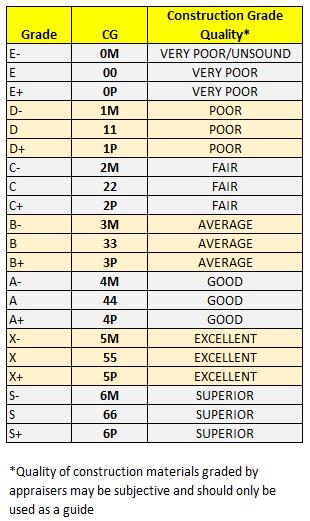 Grade CG Construction Grade
Quality*
E- 0M VERY POOR/UNSOUND
E 00 VERY POOR
E+ 0P VERY POOR
D- 1M POOR
D 11 POOR
D+ 1P POOR
C- 2M FAIR
C 22 FAIR
C+ 2P FAIR
B- 3M AVERAGE
B 33 AVERAGE
B+ 3P AVERAGE
A- 4M GOOD
A 44 GOOD
A+ 4P GOOD
X- 5M EXCELLENT
X 55 EXCELLENT
X+ 5P EXCELLENT
S- 6M SUPERIOR
S 66 SUPERIOR
S+ 6P SUPERIOR
*Quality of construction materials graded by
appraisers may be subjective and should only be
used as a guide